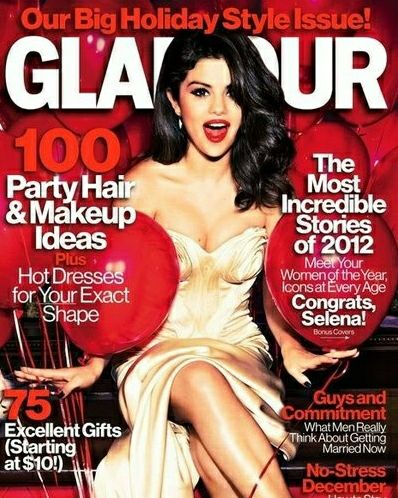 Our Big Holiday Style Issue!
GLAMOUR
100
Party Hair
& Makeup
Ideas
Plus
Hot Dresses
for Your Exact
Shape
The
Most
Incredible
Stories
of 2012
Meet Your
Women of the Year,
Icons at Every Age
Congrats,
Selena!
Bonus Covers
75
Excellent Gifts
(Starting
at $10!)
Guys and
Commitment
What Men Really
Think About Getting
Married Now
No-Stress
December